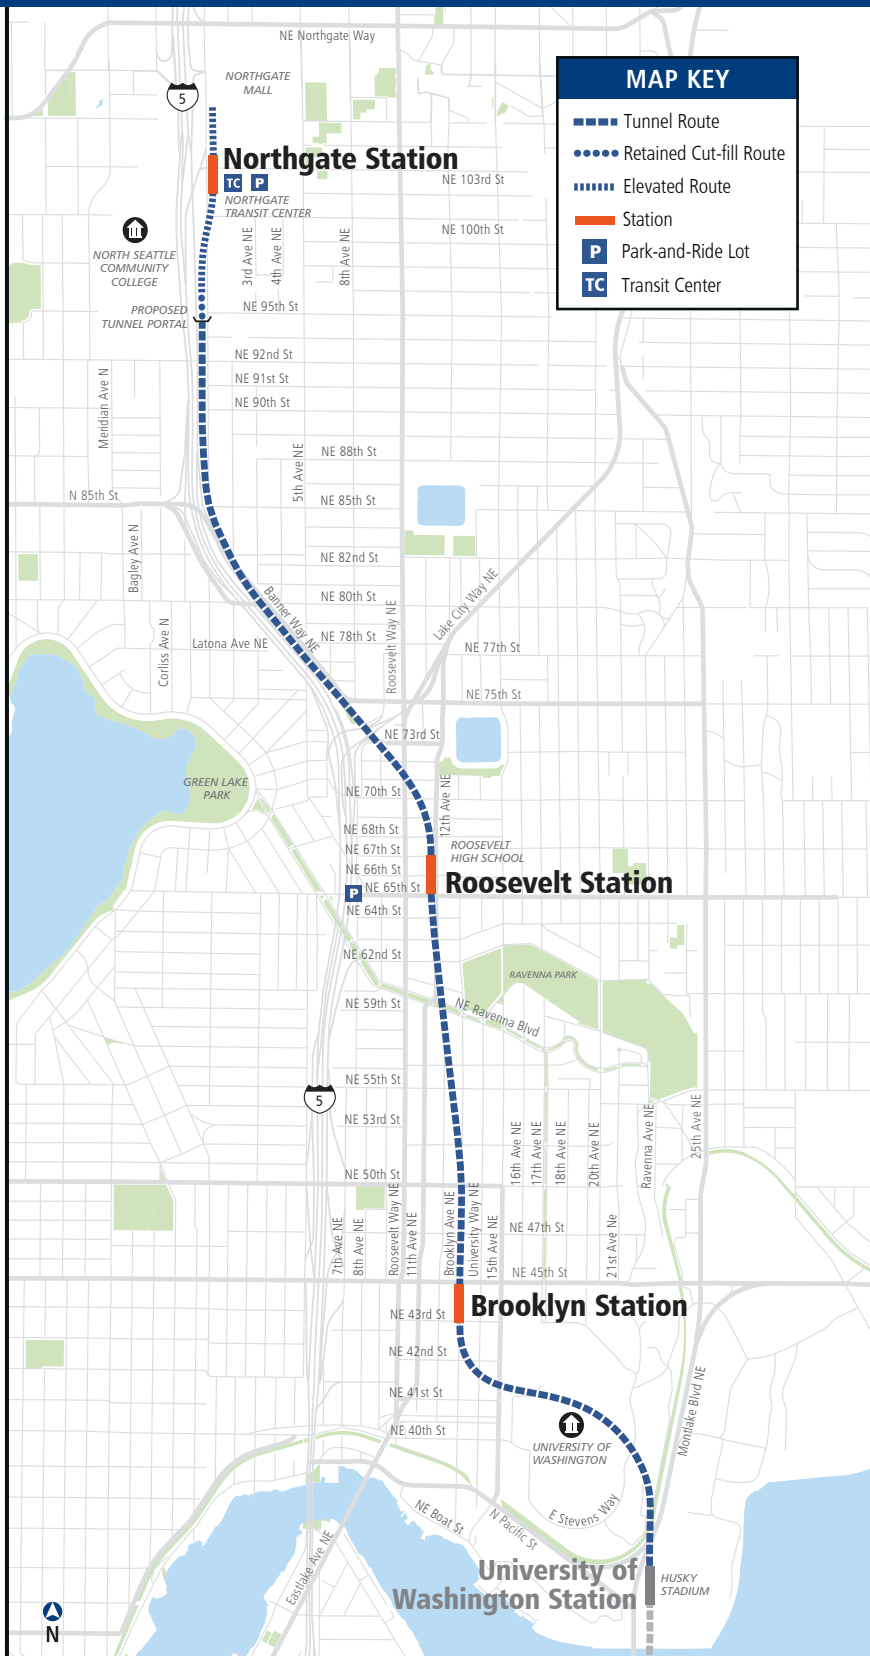 NE Northgate Way
NORTHGATE
MALL
5
MAP KEY
Tunnel Route
Retained Cut-fill Route
Elevated Route
Station
P
Park-and-Ride Lot
TC
Transit Center
Northgate Station
TC
P
NORTHGATE
TRANSIT CENTER
NE 103rd St
NE 100th St
NORTH SEATTLE
COMMUNITY
COLLEGE
3rd Ave NE
4th Ave NE
8th Ave NE
PROPOSED
TUNNEL PORTAL
NE 95th St
NE 92nd St
NE 91st St
NE 90th St
Meridian Ave N
5th Ave NE
NE 88th St
N 85th St
NE 85th St
Bagley Ave N
NE 82nd St
NE 80th St
Banner Way NE
NE 78th St
Roosevelt Way NE
Lake City Way NE
Corliss Ave N
Latona Ave NE
NE 77th St
NE 75th St
NE 73rd St
GREEN LAKE
PARK
NE 70th St
12th Ave NE
NE 68th St
NE 67th St
ROOSEVELT
HIGH SCHOOL
NE 66th St
NE 65th St
P
Roosevelt Station
NE 64th St
NE 62nd St
RAVENNA PARK
NE 59th St
NE Ravenna Blvd
NE 55th St
5
NE 53rd St
16th Ave NE
17th Ave NE
18th Ave NE
20th Ave NE
Ravenna Ave NE
25th Ave NE
NE 50th St
7th Ave NE
8th Ave NE
Roosevelt Way NE
11th Ave NE
Brooklyn Ave NE
University Way NE
15th Ave NE
NE 47th St
21st Ave Ne
NE 45th St
Brooklyn Station
NE 43rd St
NE 42nd St
NE 41st St
NE 40th St
Montlake Blvd NE
UNIVERSITY OF
WASHINGTON
E Stevens Way
NE Boat St
N Pacific St
Eastlake Ave NE
University of
Washington Station
HUSKY
STADIUM
N